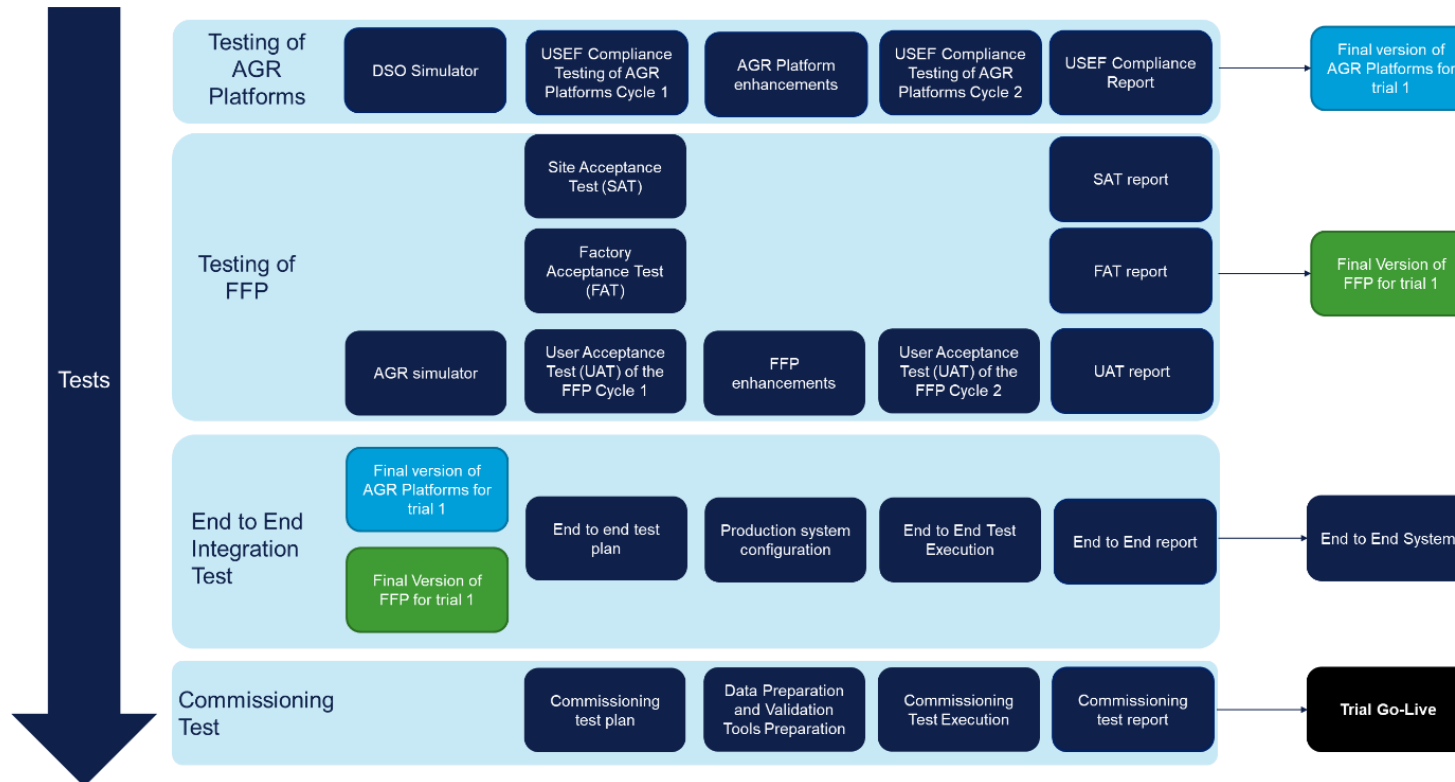 Tests
Testing of
AGR
Platforms
DSO Simulator
USEF Compliance
Testing of AGR
Platforms Cycle 1
AGR Platform
enhancements
USEF Compliance
Testing of AGR
Platforms Cycle 2
USEF Compliance
Report
Final version of
AGR Platforms for
trial 1
Testing of
FFP
Site Acceptance
Test (SAT)
SAT report
Factory
Acceptance Test
(FAT)
FAT report
Final Version of
FFP for trial 1
AGR simulator
User Acceptance
Test (UAT) of the
FFP Cycle 1
FFP
enhancements
User Acceptance
Test (UAT) of the
FFP Cycle 2
UAT report
End to End
Integration
Test
Final version of
AGR Platforms for
trial 1
Final Version of
FFP for trial 1
End to end test
plan
Production system
configuration
End to End Test
Execution
End to End report
End to End System
Commissioning
Test
Commissioning
test plan
Data Preparation
and Validation
Tools Preparation
Commissioning
Test Execution
Commissioning
test report
Trial Go-Live